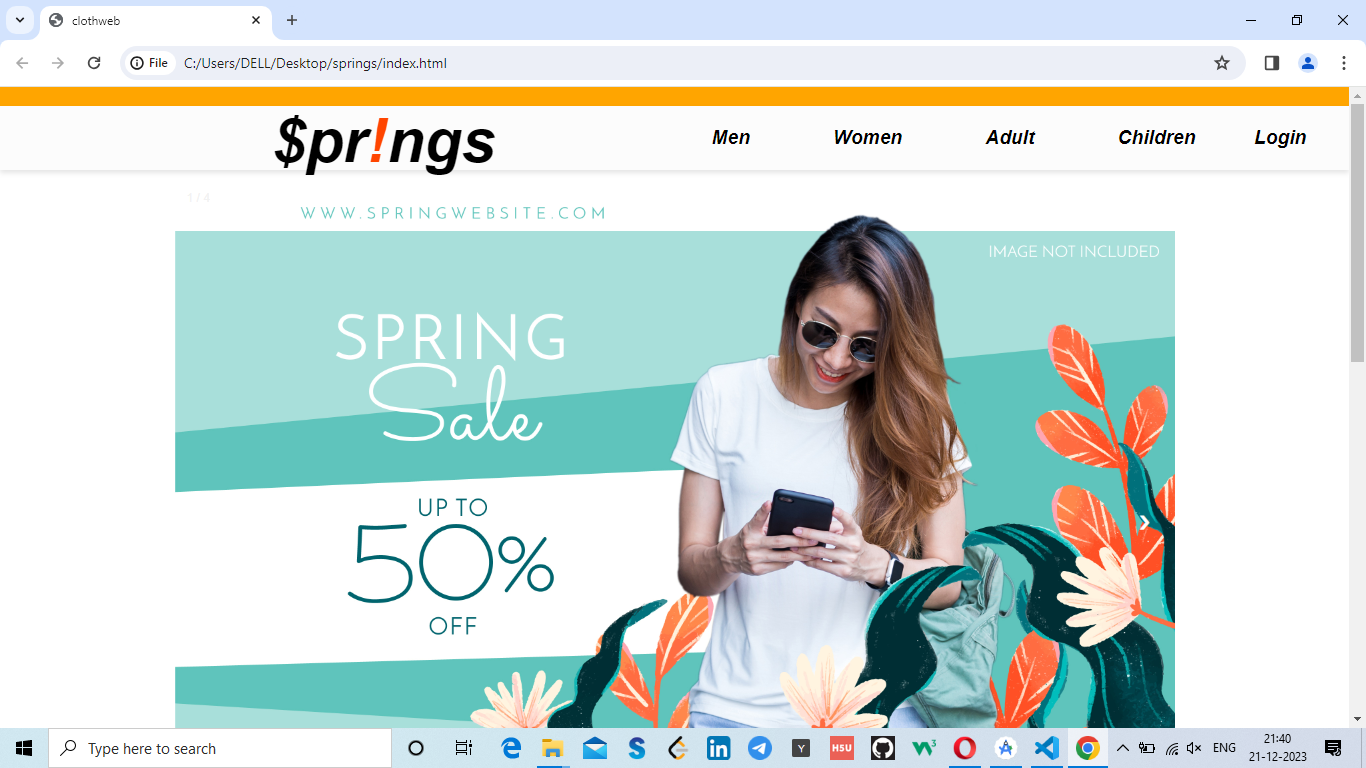 clothweb
File
C:/Users/DELL/Desktop/springs/index.html
$pr!ngs
Men
Women
Adult
Children
Login
1 / 4
WWW.SPRINGWEBSITE.COM
IMAGE NOT INCLUDED
SPRING
Sale
UP TO
50%
OFF
Type here to search
Y
HSU
W3
ENG
21:40
21-12-2023